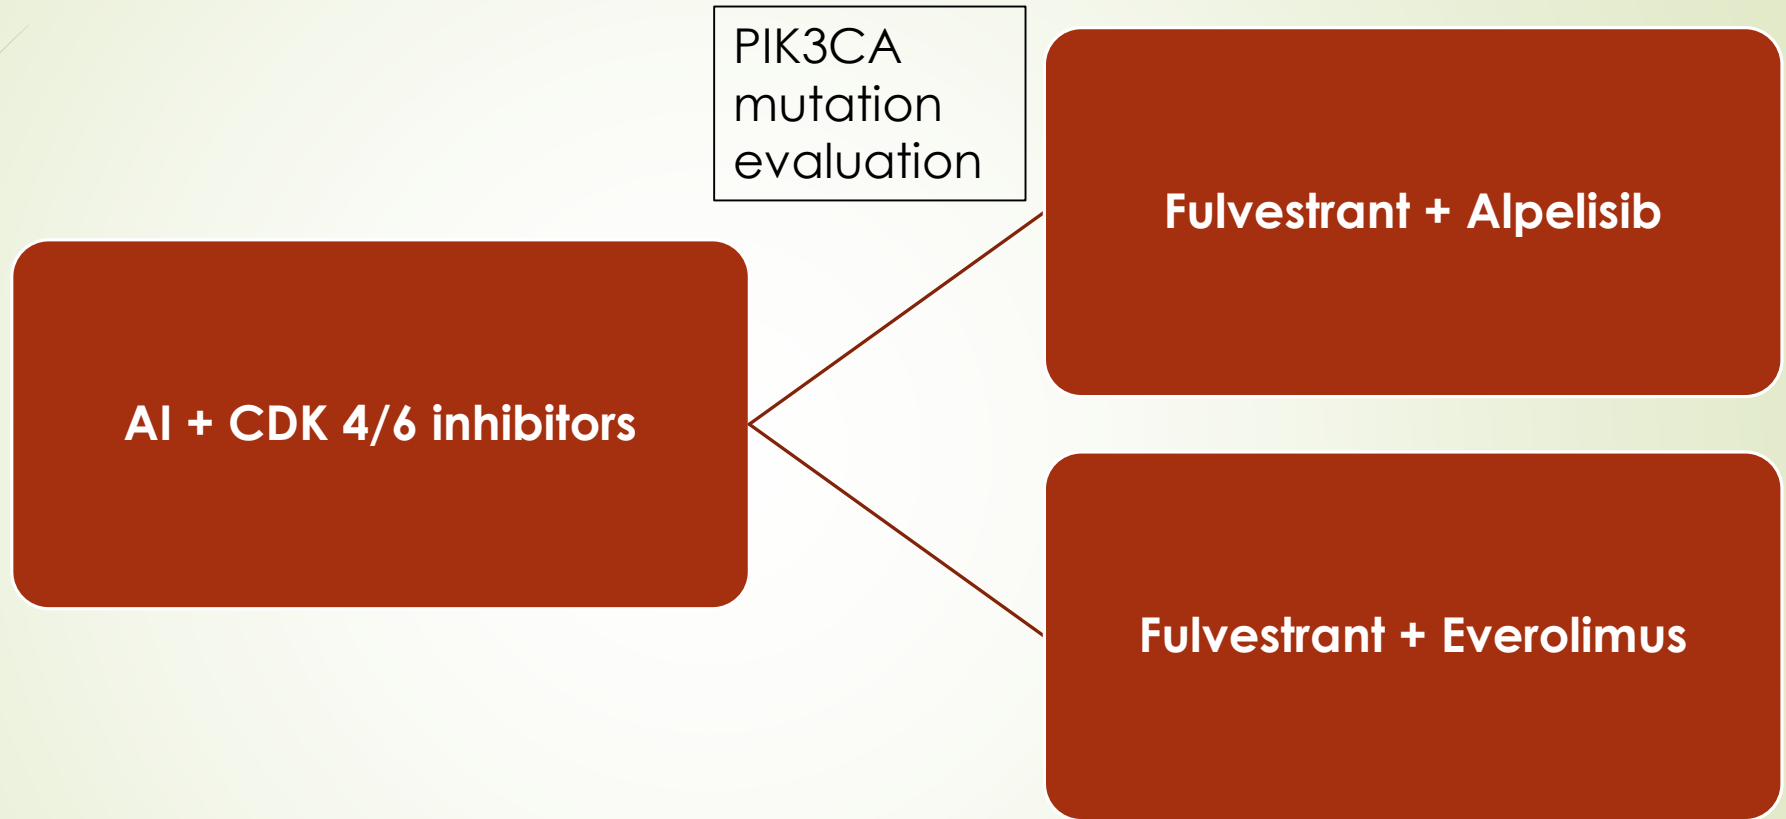 PIK3CA
mutation
evaluation
Fulvestrant + Alpelisib
AI + CDK 4/6 inhibitors
Fulvestrant + Everolimus